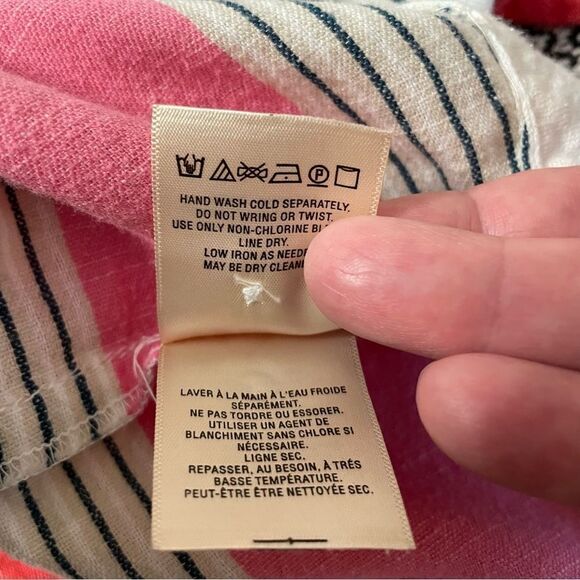 P
HAND WASH COLD SEPARATELY.
DO NOT WRING OR TWIST.
USE ONLY NON-CHLORINE
LINE DRY.
LOW IRON AS
MAY BE DRY
LAVER À LA MAIN À L'EAU FROIDE
SÉPARÉMENT.
NE PAS TORDRE OU ESSORER.
UTILISER UN AGENT DE
BLANCHIMENT SANS CHLORE SI
NÉCESSAIRE.
LIGNE SEC.
REPASSER, AU BESOIN, À TRÉS
BASSE TEMPÉRATURE.
PEUT-ÊTRE ÊTRE NETTOYÉE SEC.